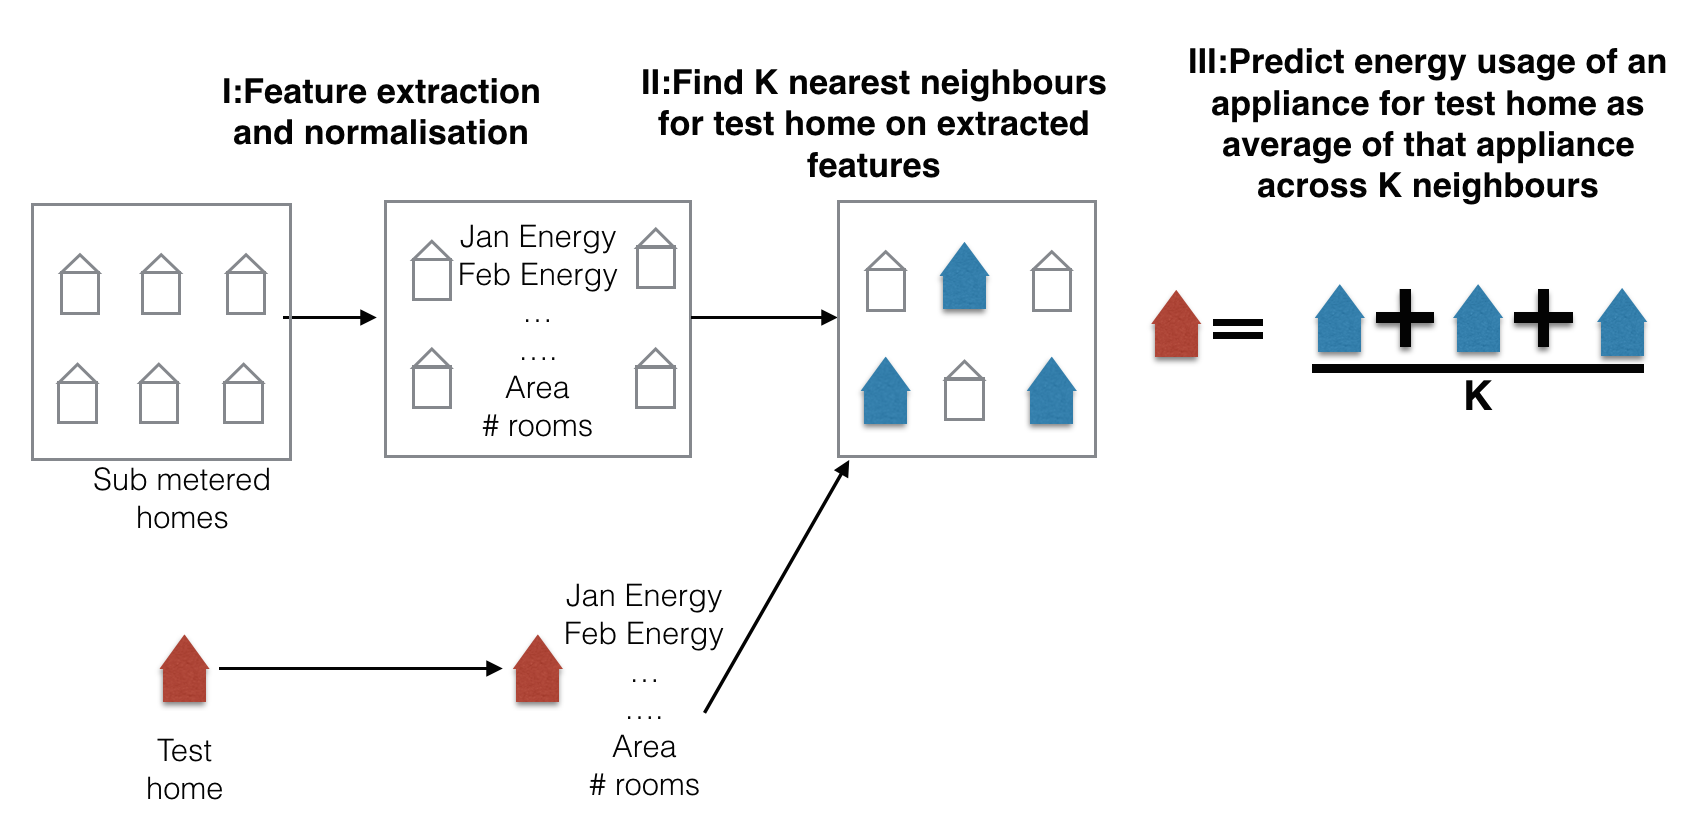 I:Feature extraction
and normalisation
II:Find K nearest neighbours
for test home on extracted
features
III:Predict energy usage of an
appliance for test home as
average of that appliance
across K neighbours
Jan Energy
Feb Energy
...
....
Area
# rooms
Sub metered
homes
=
+
+
K
Jan Energy
Feb Energy
...
....
Area
# rooms
Test
home